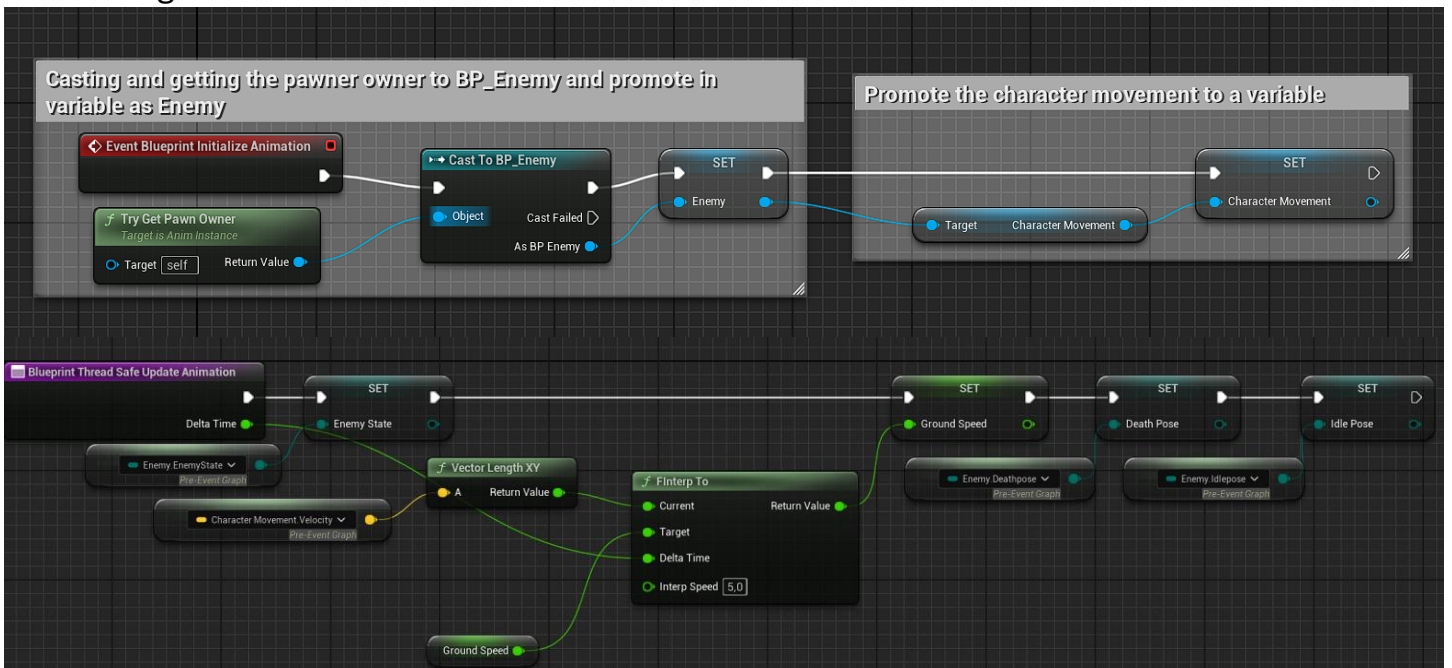 Casting and getting the pawner owner to BP_Enemy and promote in
variable as Enemy
Promote the character movement to a variable
Event Blueprint Initialize Animation
Cast To BP_Enemy
SET
SET
f Try Get Pawn Owner
Target is Anim Instance
Object
Cast Failed
Enemy
Character Movement
Target self
Return Value
As BP Enemy
Target
Character Movement
Blueprint Thread Safe Update Animation
Delta Time
SET
Enemy State
SET
Ground Speed
SET
Death Pose
SET
Idle Pose
Enemy EnemyState
Pre-Event Graph
f Vector Length XY
A
Return Value
Character Movement.Velocity
Pre-Event Graph
f FInterp To
Current
Return Value
Target
Delta Time
Interp Speed 5,0
Enemy.Deathpose
Pre-Event Graph
Enemy.Idlepose
Pre-Event Graph
Ground Speed